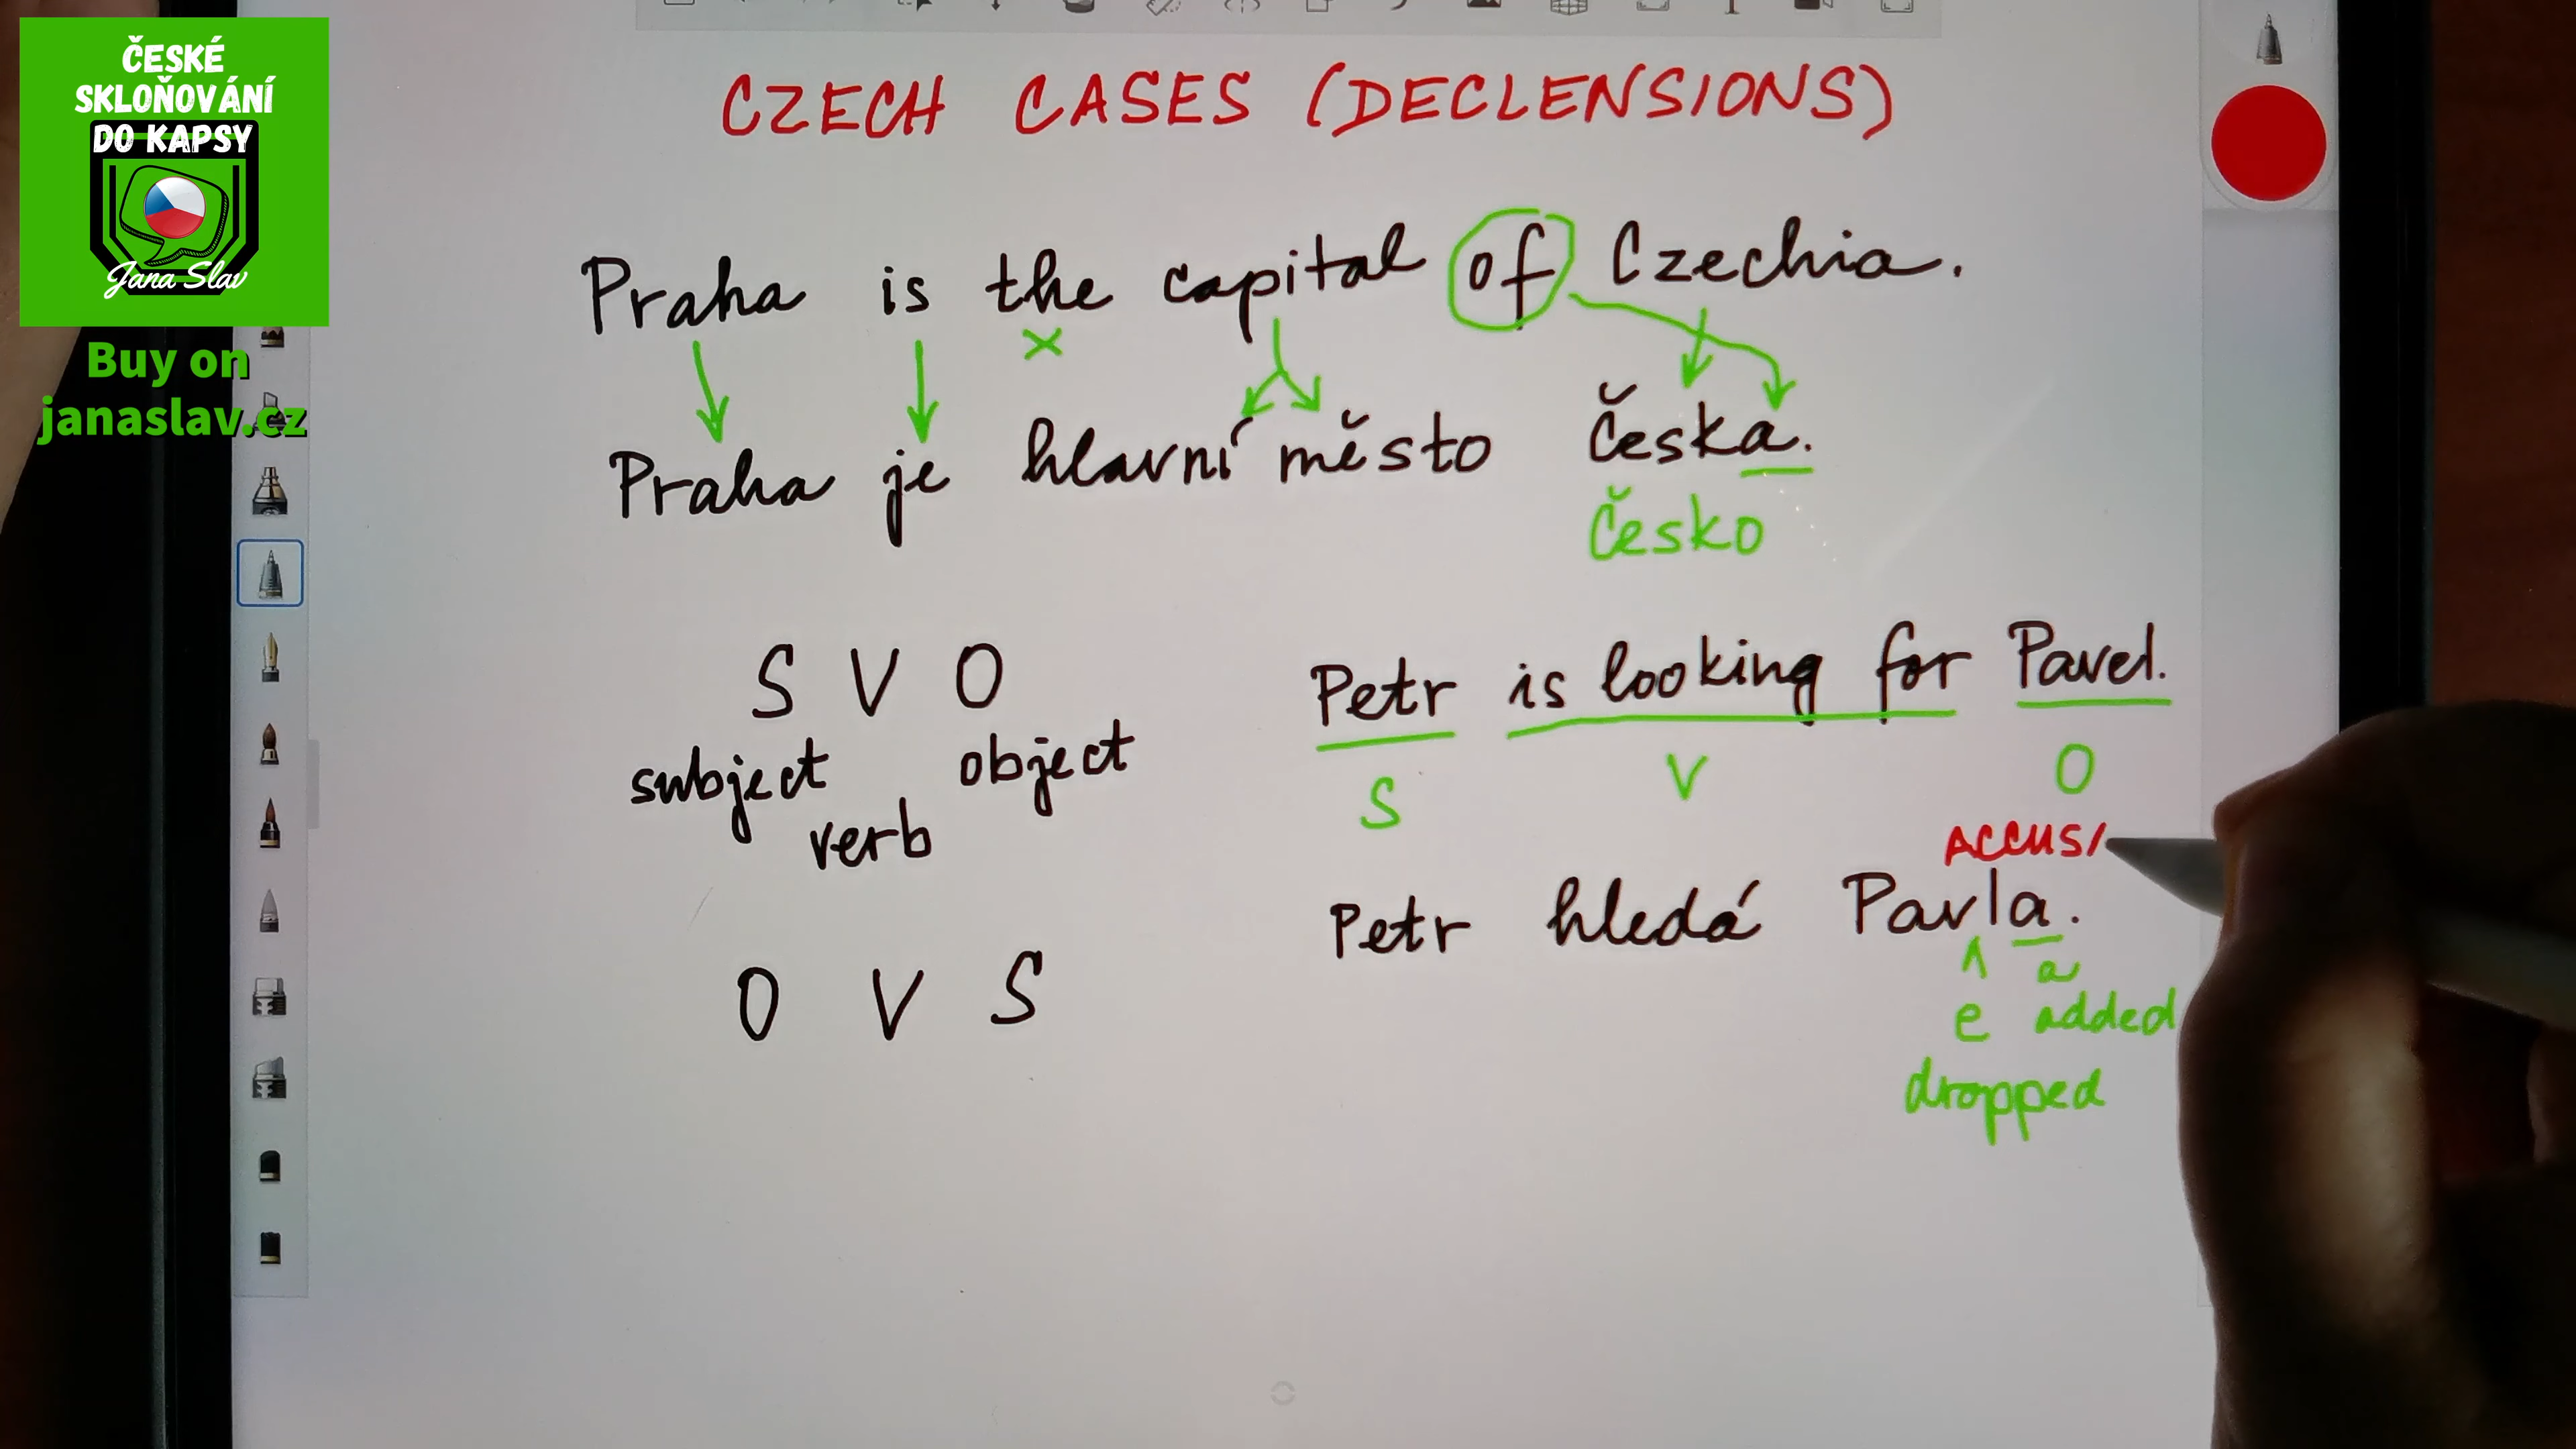 ČESKÉ
SKLOŇOVÁNÍ
DO KAPSY
Jana Slav
Buy on
janaslav.cz
CZECH CASES (DECLENSIONS)
Praha is the capital of Czechia.
x
Praha je hlavní město Česka.
Česko
S V O
subject object
verb
O V S
Petr is looking for Pavel.
S V O
ACCUS
Petr hledá Pavla.
a
e added
dropped